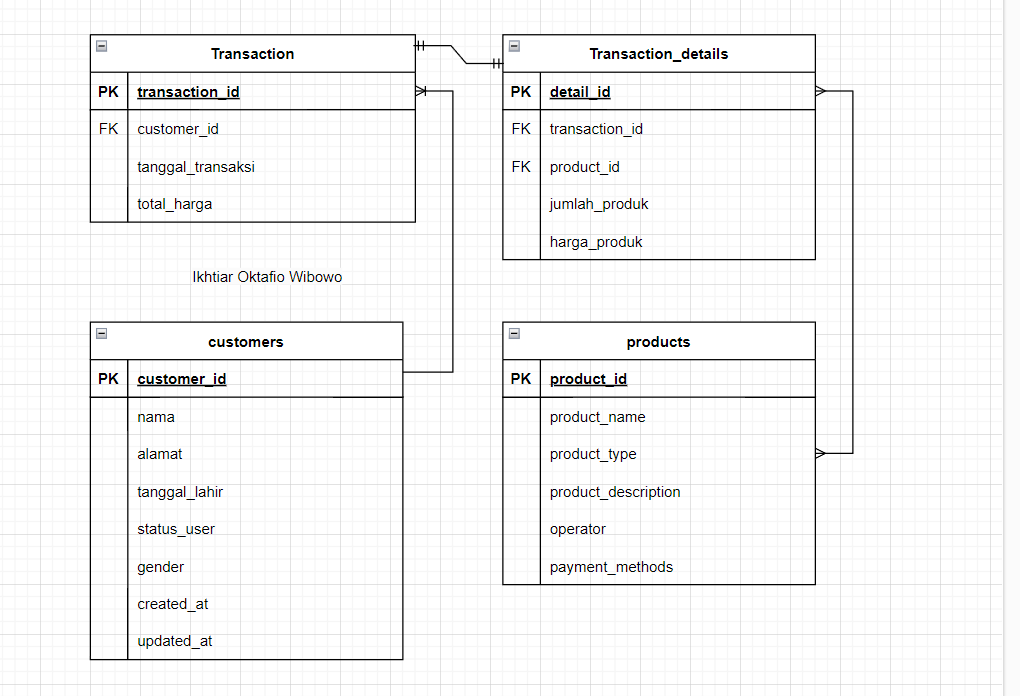 Transaction
PK transaction_id
FK customer_id
tanggal_transaksi
total_harga
Transaction_details
PK detail_id
FK transaction_id
FK product_id
jumlah_produk
harga_produk
Ikhtiar Oktafio Wibowo
customers
PK customer_id
nama
alamat
tanggal_lahir
status_user
gender
created_at
updated_at
products
PK product_id
product_name
product_type
product_description
operator
payment_methods